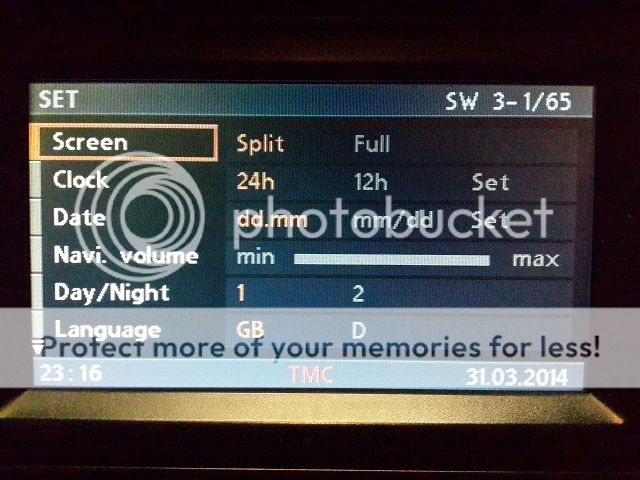 SET SW 3-1/65
Screen Split Full
Clock 24h 12h Set
Date dd.mm mm/dd Set
photobucket
Navi. volume min max
Day/Night 1 2
Language GB D
Protect more of your memories for less!
23:16 TMC 31.03.2014